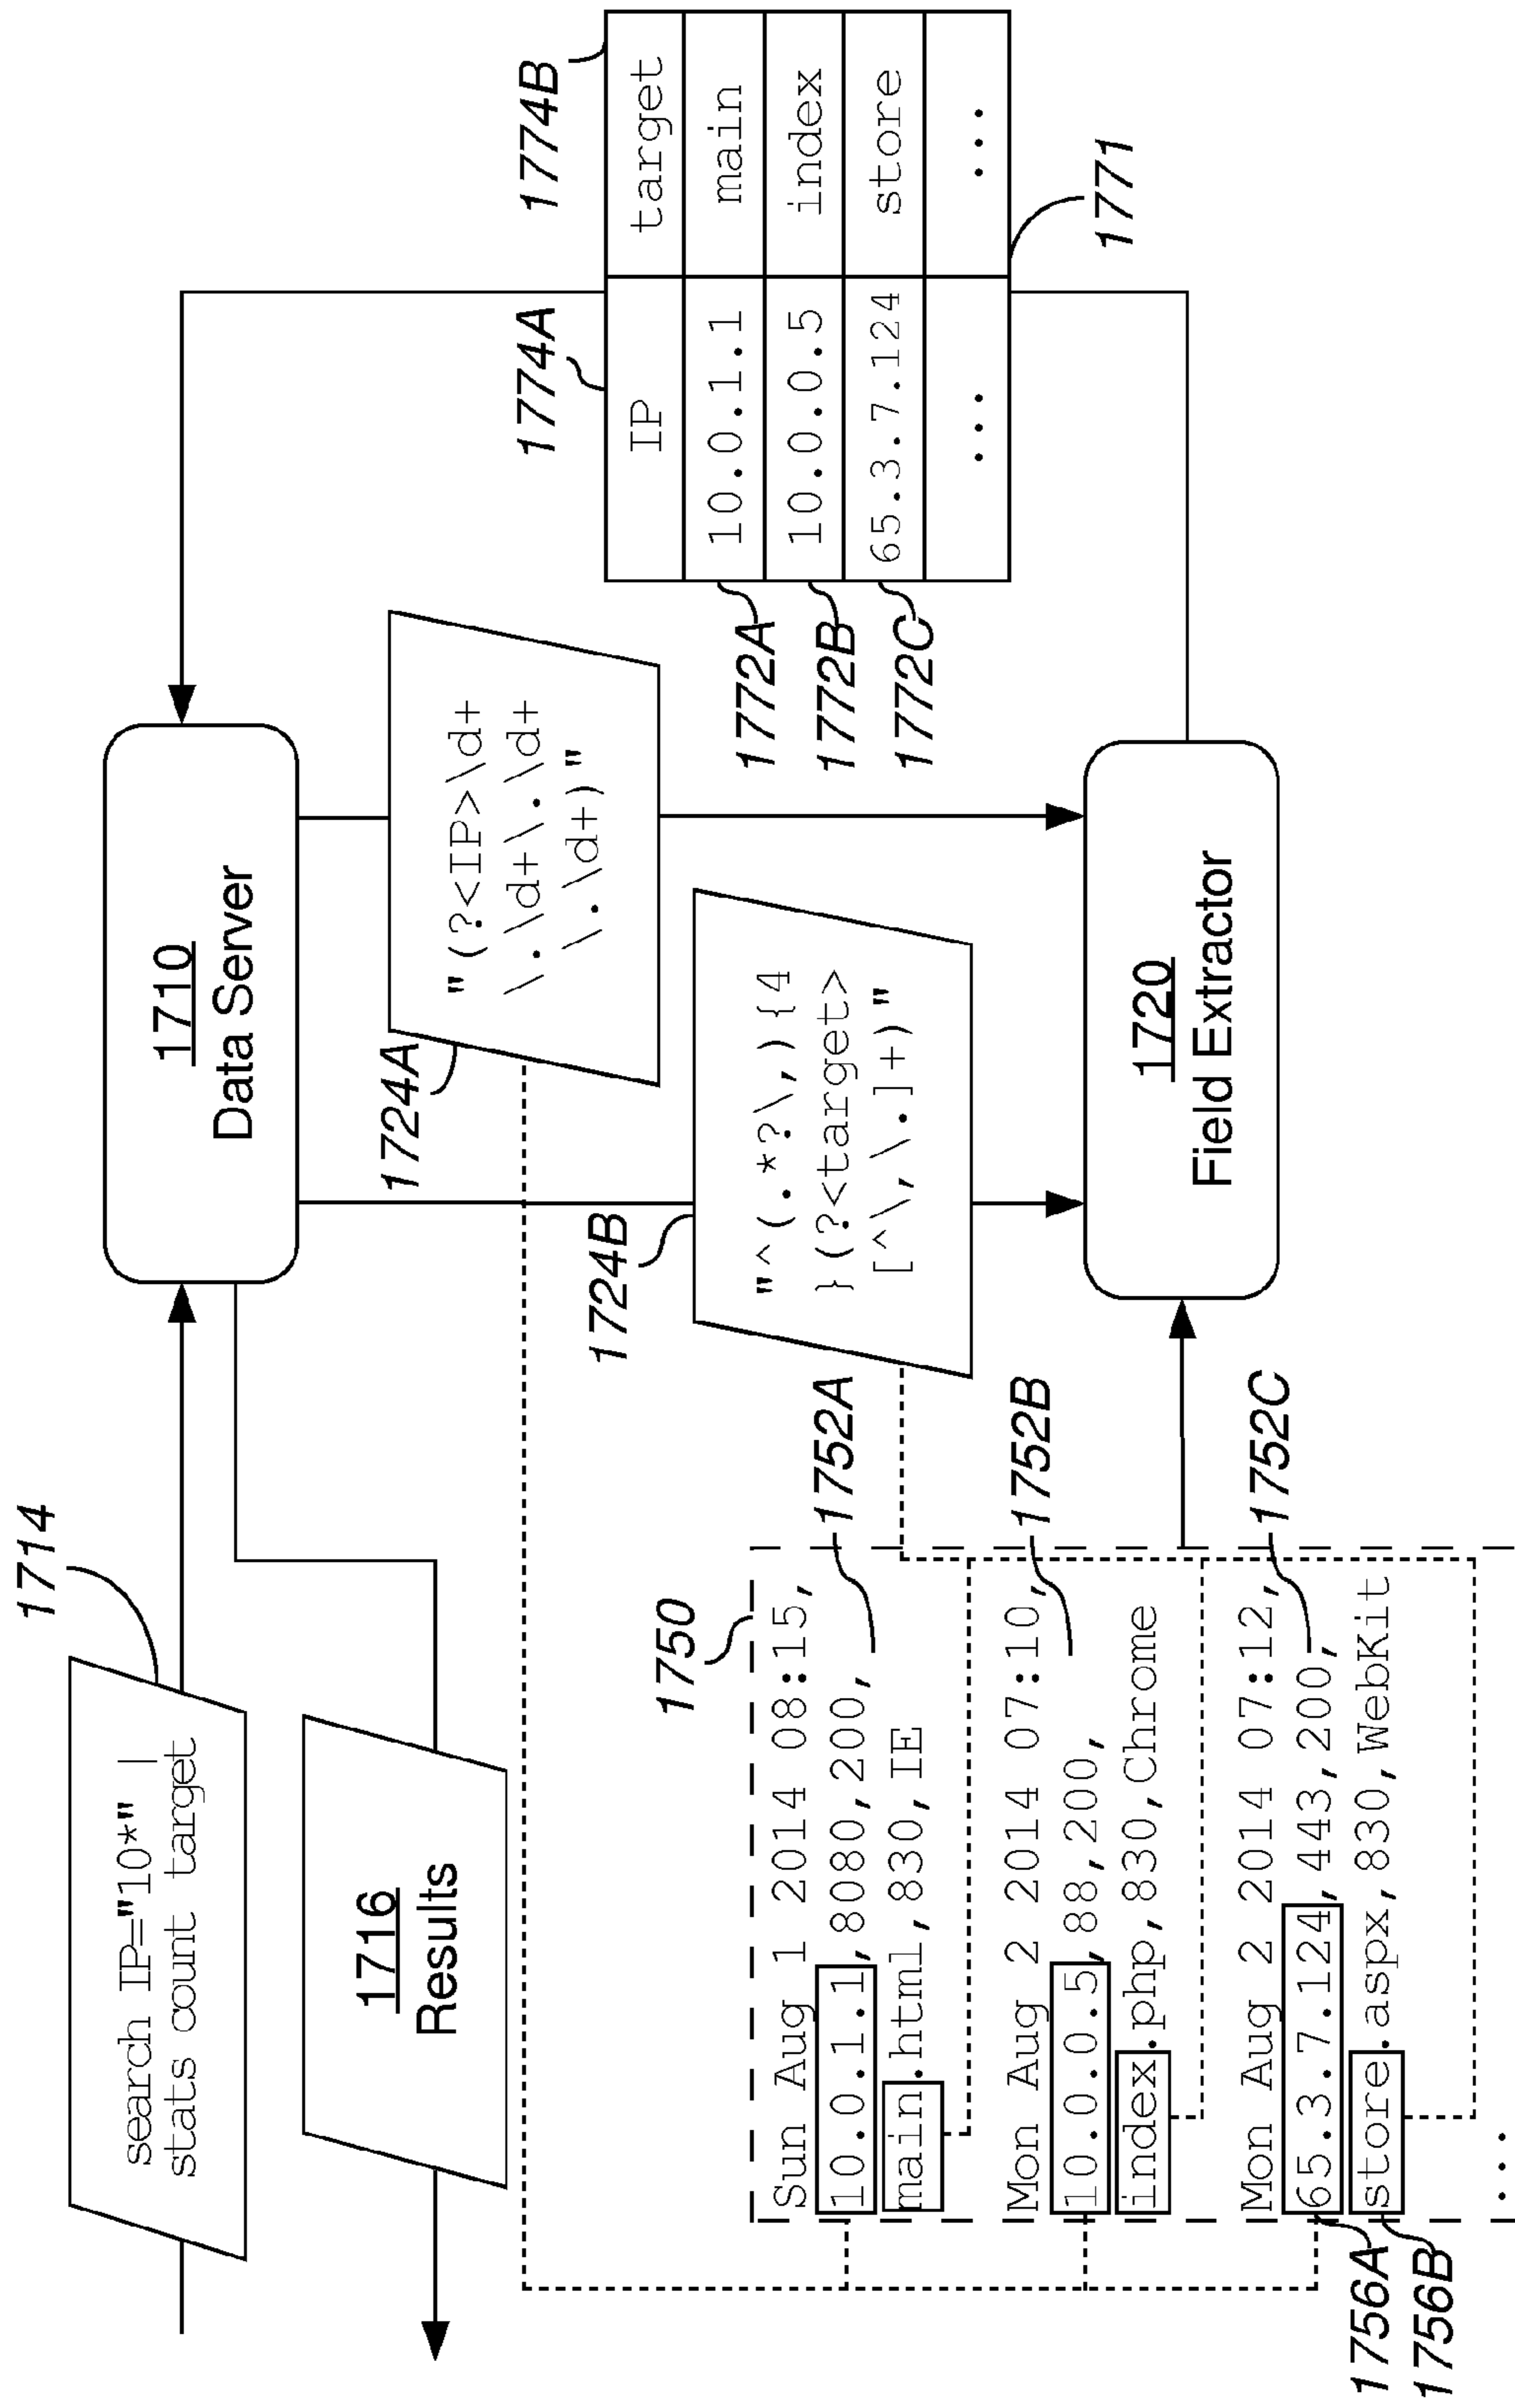 1714
search IP="10*" |
stats count target
1716
Results
1710
Data Server
1724A
"(?<IP>\d+
\.\d+\.\d+
\.\d+)"
1724B
"^(.*?\,){4
}(?<target>
[^\,\.]+)"
1774A
1774B
IP target
10.0.1.1 main
10.0.0.5 index
65.3.7.124 store
... ...
1772A
1772B
1772C
1771
1750
Sun Aug 1 2014 08:15,
10.0.1.1,8080,200,
main.html,830,IE
1752A
Mon Aug 2 2014 07:10,
10.0.0.5,88,200,
index.php,830,Chrome
1752B
Mon Aug 2 2014 07:12,
65.3.7.124,443,200,
store.aspx,830,WebKit
1752C
...
1756A
1756B
1720
Field Extractor